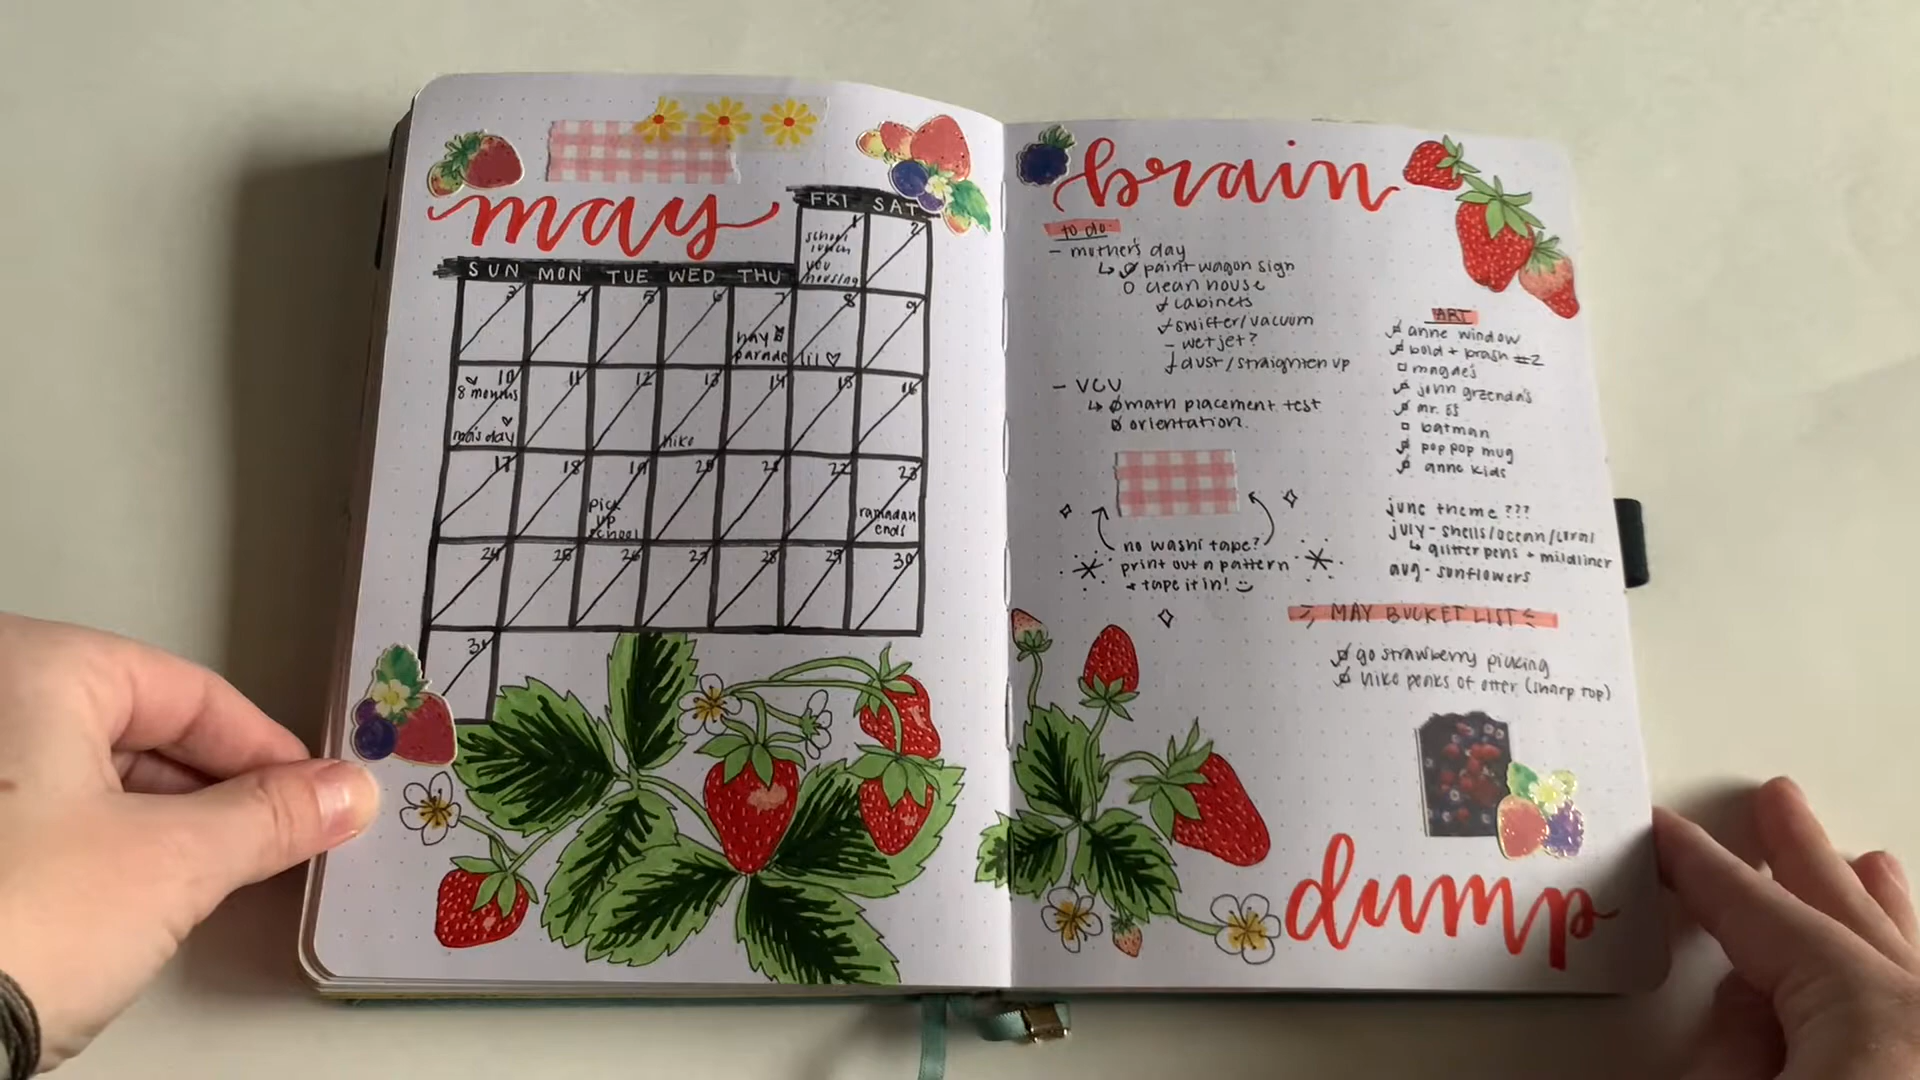 may
FRI SAT
SUN MON TUE WED THU
1 2
school
lunch
vcu
housing
3 4 5 6 7 8 9
may
parade
lil ♡
10 11 12 13 14 15 16
8 months
ma's day
hike
17 18 19 20 21 22 23
pick
up
school
ramadan
ends
24 25 26 27 28 29 30
31
brain
to do
- mother's day
↳ paint wagon sign
O clean house
cabinets
swiffer/vacuum
- wetjet?
dust/straighten up
- VCU
↳ math placement test
orientation
no washi tape?
print out a pattern
+ tape it in!
ART
anne window
bold + brash #2
magde's
john grzenda's
mr.
batman
pop pop mug
anne kids
june theme ???
july - shells/ocean/coral
↳ glitter pens + mildliner
aug - sunflowers
MAY BUCKET LIST
go strawberry picking
hike peaks of otter (sharp top)
dump